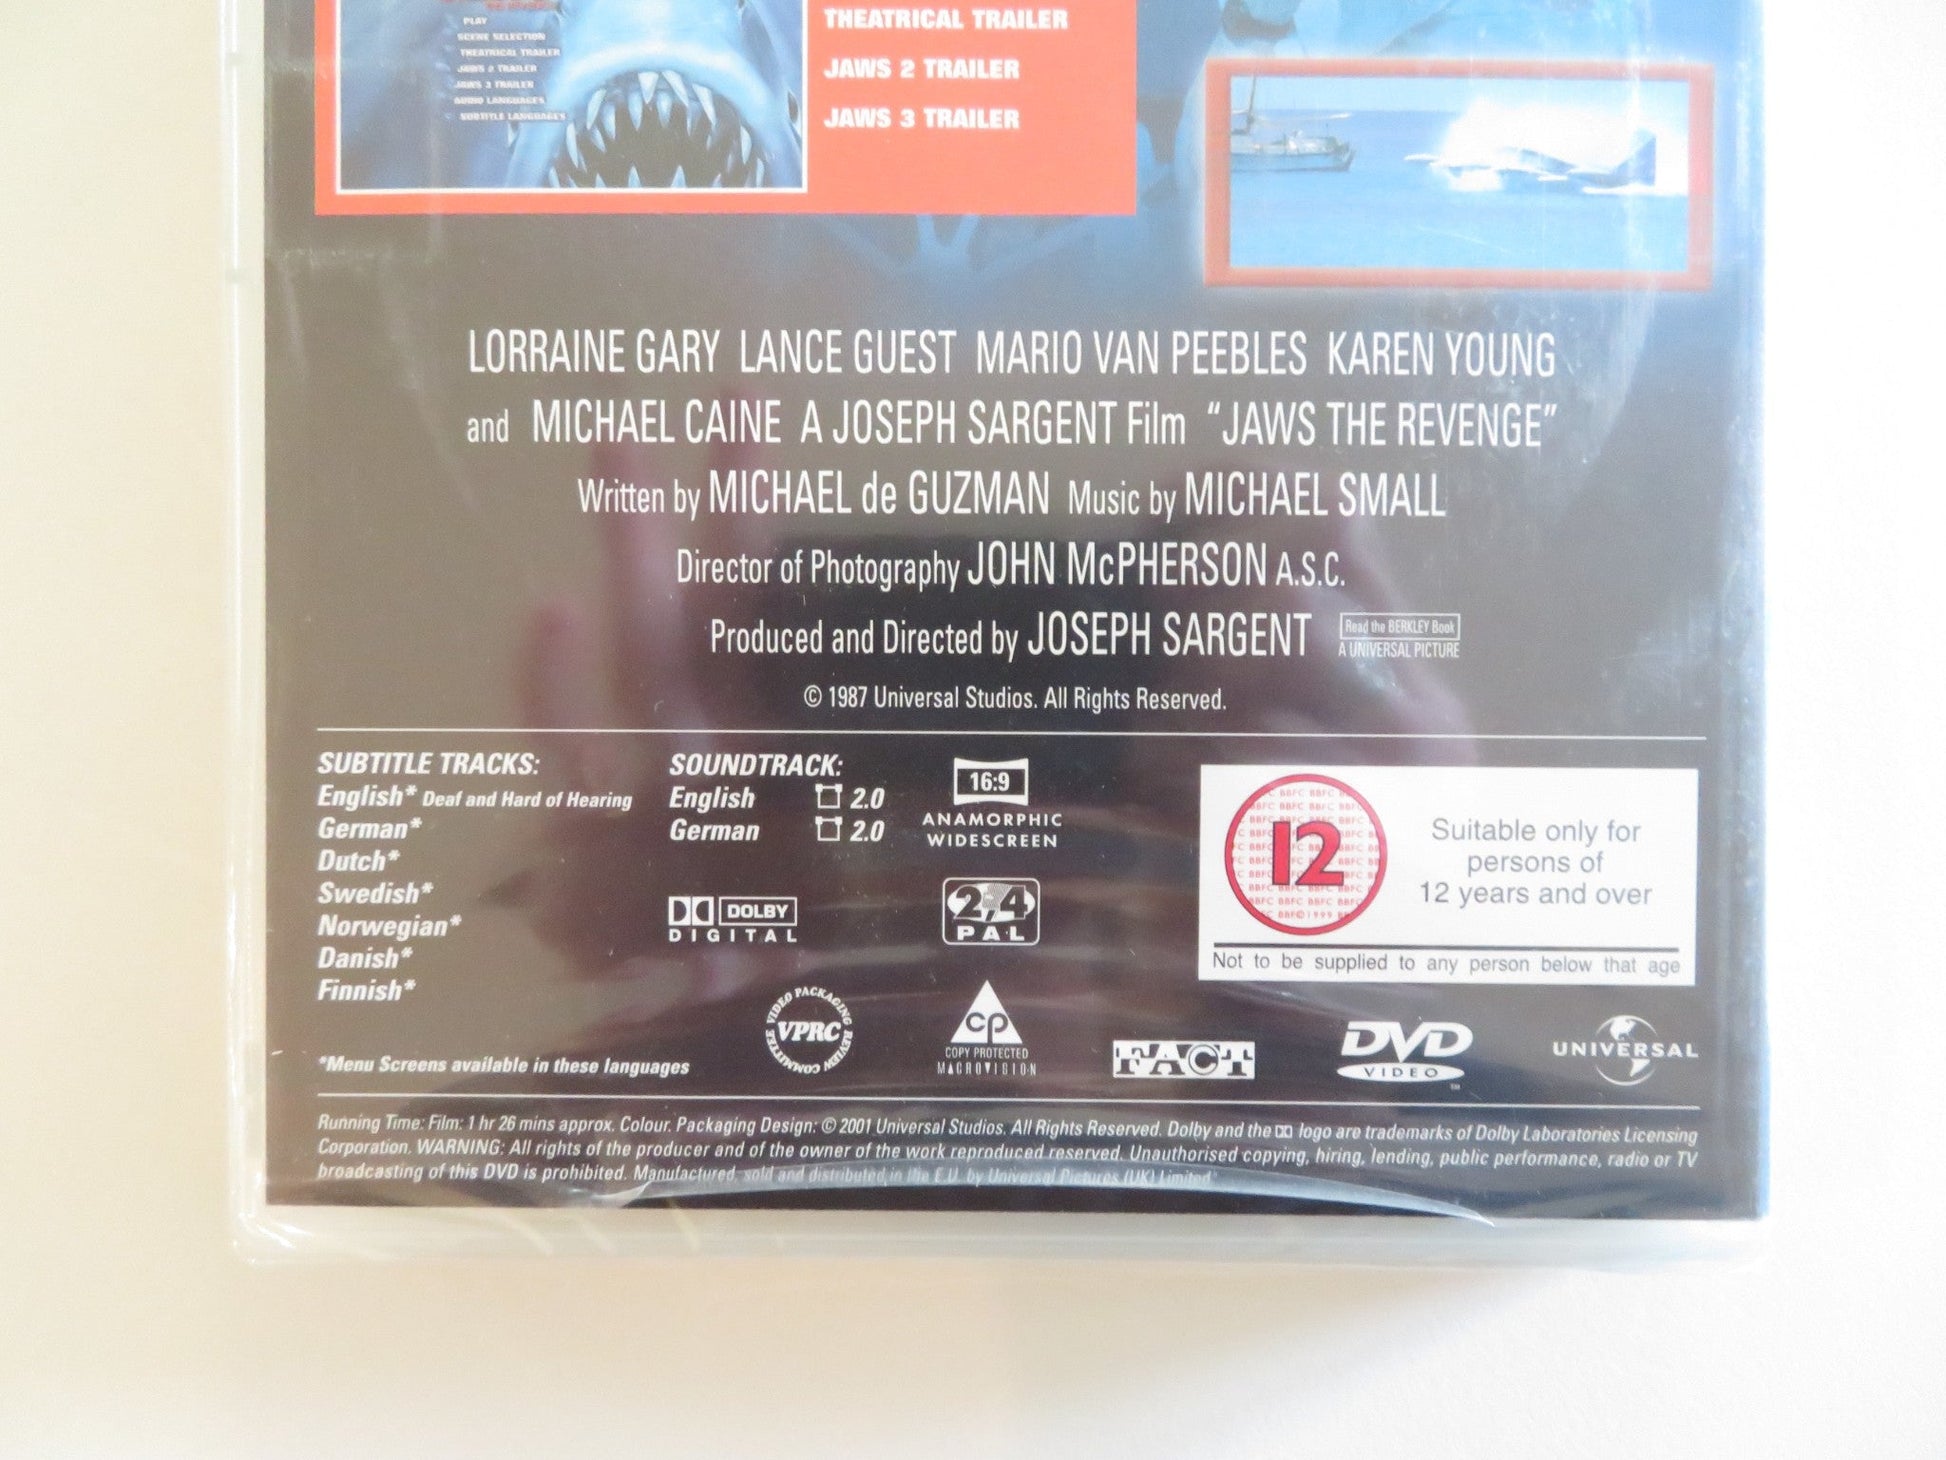 PLAY
SCENE SELECTION
THEATRICAL TRAILER
JAWS 2 TRAILER
JAWS 3 TRAILER
AUDIO LANGUAGES
SUBTITLE LANGUAGES
THEATRICAL TRAILER
JAWS 2 TRAILER
JAWS 3 TRAILER
LORRAINE GARY LANCE GUEST MARIO VAN PEEBLES KAREN YOUNG
and MICHAEL CAINE A JOSEPH SARGENT Film “JAWS THE REVENGE”
Written by MICHAEL de GUZMAN Music by MICHAEL SMALL
Director of Photography JOHN McPHERSON A.S.C.
Produced and Directed by JOSEPH SARGENT
Read the BERKLEY Book
A UNIVERSAL PICTURE
© 1987 Universal Studios. All Rights Reserved.
SUBTITLE TRACKS:
English* Deaf and Hard of Hearing
German*
Dutch*
Swedish*
Norwegian*
Danish*
Finnish*
*Menu Screens available in these languages
SOUNDTRACK:
English 2.0
German 2.0
DOLBY
DIGITAL
16:9
ANAMORPHIC
WIDESCREEN
2,4
PAL
VIDEO PACKAGING REVIEW COMMITTEE
VPRC
CP
COPY PROTECTED
MACROVISION
FACT
12
Suitable only for
persons of
12 years and over
Not to be supplied to any person below that age
DVD
VIDEO
™
UNIVERSAL
Running Time: Film: 1 hr 26 mins approx. Colour. Packaging Design: © 2001 Universal Studios. All Rights Reserved. Dolby and the logo are trademarks of Dolby Laboratories Licensing
Corporation. WARNING: All rights of the producer and of the owner of the work reproduced reserved. Unauthorised copying, hiring, lending, public performance, radio or TV
broadcasting of this DVD is prohibited. Manufactured, sold and distributed in the E.U. by Universal Pictures (UK) Limited